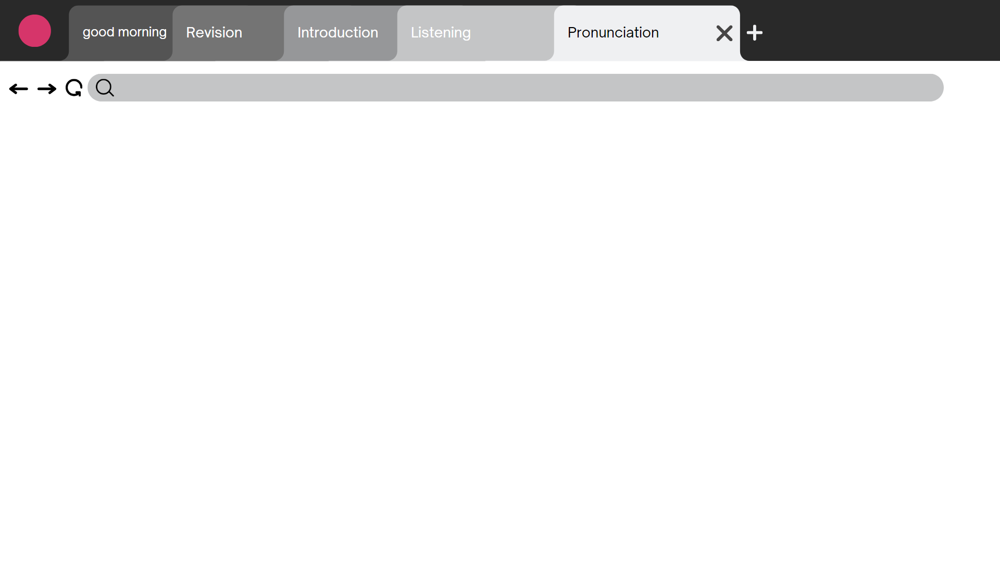 good morning
Revision
Introduction
Listening
Pronunciation